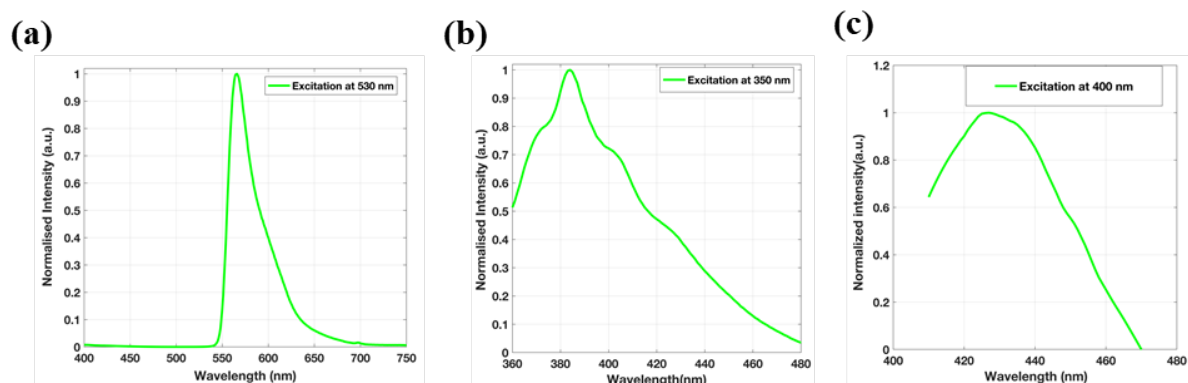 (a)
(b)
(c)
Excitation at 530 nm
1
0.9
0.8
0.7
0.6
0.5
0.4
0.3
0.2
0.1
0
Normalised Intensity (a.u.)
400 450 500 550 600 650 700 750
Wavelength (nm)
Excitation at 350 nm
1
0.9
0.8
0.7
0.6
0.5
0.4
0.3
0.2
0.1
0
Normalised Intensity (a.u.)
360 380 400 420 440 460 480
Wavelength(nm)
Excitation at 400 nm
1.2
1
0.8
0.6
0.4
0.2
0
Normalized intensity(a.u.)
400 420 440 460 480
Wavelength (nm)